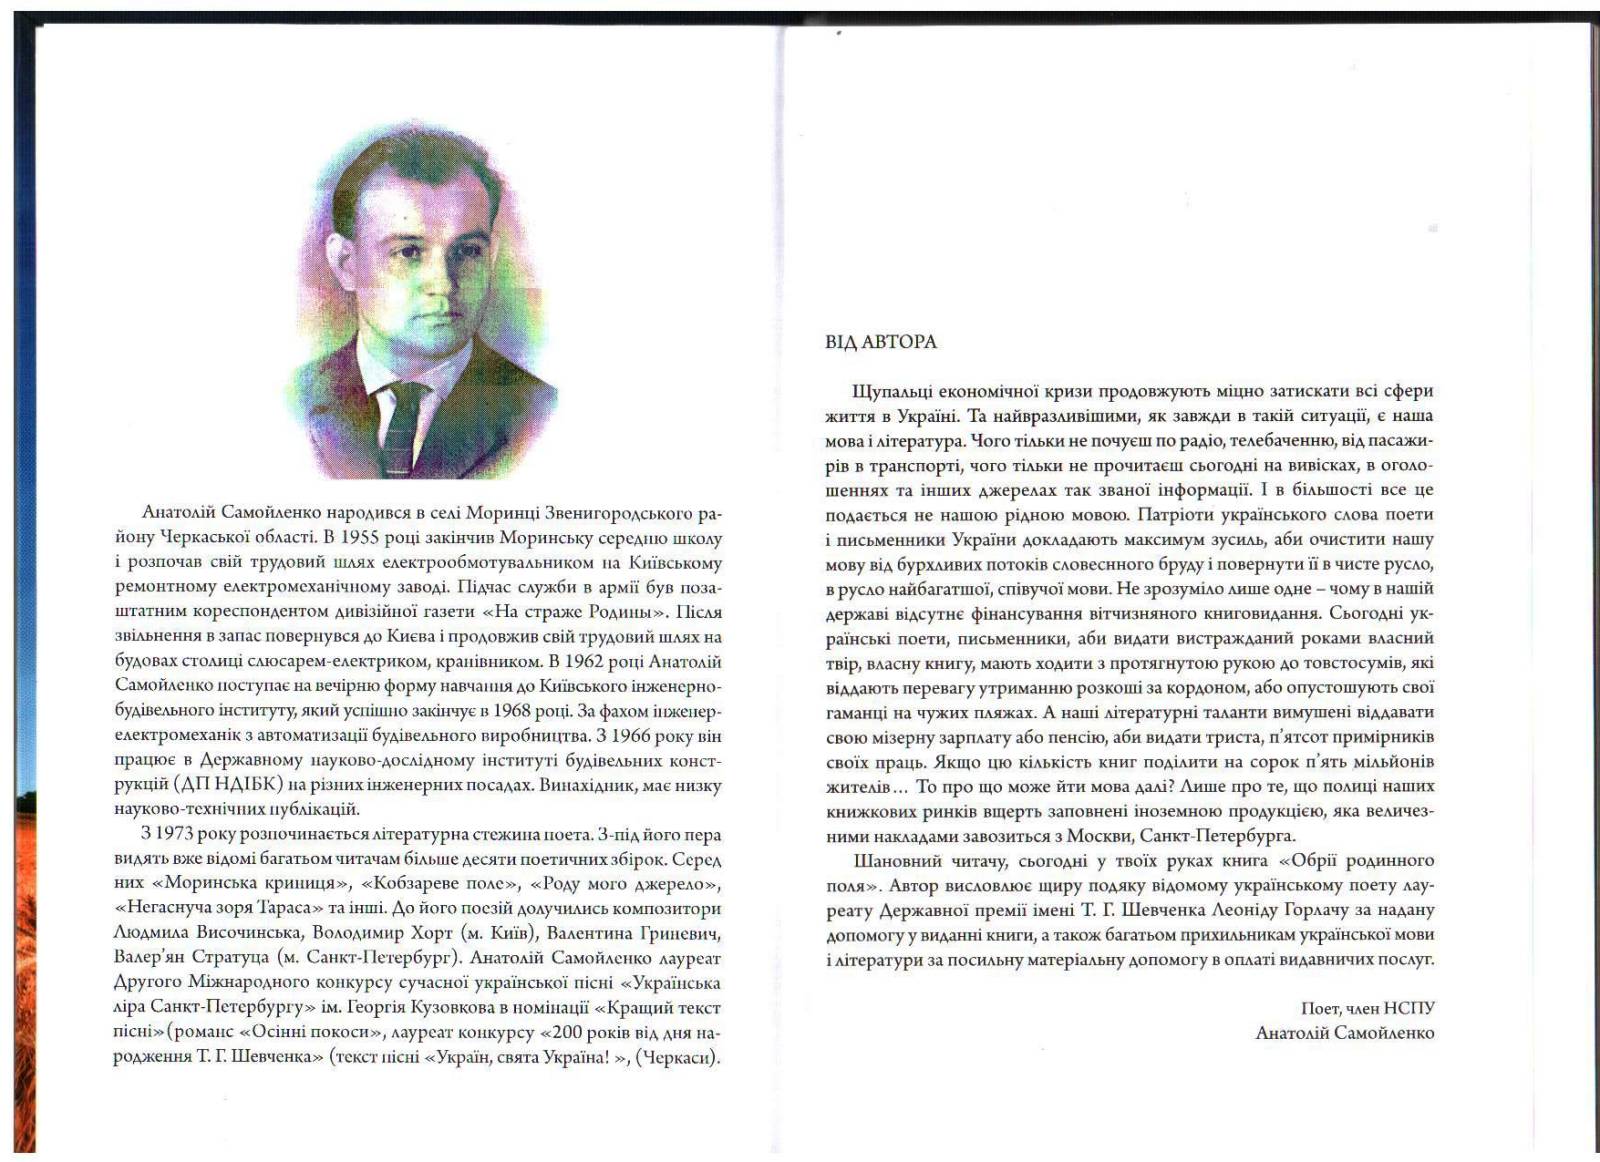 Анатолій Самойленко народився в селі Моринці Звенигородського ра-
йону Черкаської області. В 1955 році закінчив Моринську середню школу
і розпочав свій трудовий шлях електрообмотувальником на Київському
ремонтному електромеханічному заводі. Підчас служби в армії був поза-
штатним кореспондентом дивізійної газети «На страже Родины». Після
звільнення в запас повернувся до Києва і продовжив свій трудовий шлях на
будовах столиці слюсарем-електриком, кранівником. В 1962 році Анатолій
Самойленко поступає на вечірню форму навчання до Київського інженерно-
будівельного інституту, який успішно закінчує в 1968 році. За фахом інженер-
електромеханік з автоматизації будівельного виробництва. З 1966 року він
працює в Державному науково-дослідному інституті будівельних конст-
рукцій (ДП НДІБК) на різних інженерних посадах. Винахідник, має низку
науково-технічних публікацій.
З 1973 року розпочинається літературна стежина поета. З-під його пера
видять вже відомі багатьом читачам більше десяти поетичних збірок. Серед
них «Моринська криниця», «Кобзареве поле», «Роду мого джерело»,
«Негаснуча зоря Тараса» та інші. До його поезій долучились композитори
Людмила Височинська, Володимир Хорт (м. Київ), Валентина Гриневич,
Валер’ян Стратуца (м. Санкт-Петербург). Анатолій Самойленко лауреат
Другого Міжнародного конкурсу сучасної української пісні «Українська
ліра Санкт-Петербургу» ім. Георгія Кузовкова в номінації «Кращий текст
пісні»(романс «Осінні покоси», лауреат конкурсу «200 років від дня на-
родження Т. Г. Шевченка» (текст пісні «Україн, свята Україна! », (Черкаси).
ВІД АВТОРА
Щупальці економічної кризи продовжують міцно затискати всі сфери
життя в Україні. Та найвразливішими, як завжди в такій ситуації, є наша
мова і література. Чого тільки не почуєш по радіо, телебаченню, від пасажи-
рів в транспорті, чого тільки не прочитаєш сьогодні на вивісках, в оголо-
шеннях та інших джерелах так званої інформації. І в більшості все це
подається не нашою рідною мовою. Патріоти українського слова поети
і письменники України докладають максимум зусиль, аби очистити нашу
мову від бурхливих потоків словеснного бруду і повернути її в чисте русло,
в русло найбагатшої, співучої мови. Не зрозуміло лише одне – чому в нашій
державі відсутнє фінансування вітчизняного книговидання. Сьогодні ук-
раїнські поети, письменники, аби видати вистражданий роками власний
твір, власну книгу, мають ходити з протягнутою рукою до товстосумів, які
віддають перевагу утриманню розкоші за кордоном, або опустошують свої
гаманці на чужих пляжах. А наші літературні таланти вимушені віддавати
свою мізерну зарплату або пенсію, аби видати триста, п’ятсот примірників
своїх праць. Якщо цю кількість книг поділити на сорок п’ять мільйонів
жителів… То про що може йти мова далі? Лише про те, що полиці наших
книжкових ринків вщерть заповнені іноземною продукцією, яка величез-
ними накладами завозиться з Москви, Санкт-Петербурга.
Шановний читачу, сьогодні у твоїх руках книга «Обрії родинного
поля». Автор висловлює щиру подяку відомому українському поету лау-
реату Державної премії імені Т. Г. Шевченка Леоніду Горлачу за надану
допомогу у виданні книги, а також багатьом прихильникам української мови
і літератури за посильну матеріальну допомогу в оплаті видавничих послуг.
Поет, член НСПУ
Анатолій Самойленко